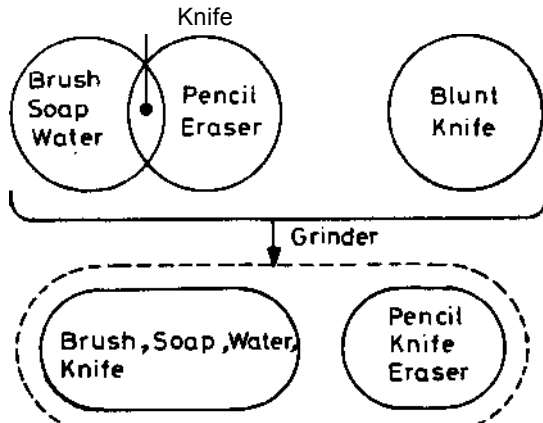 Knife
Brush
Soap
Water
Pencil
Eraser
Blunt
Knife
Grinder
Brush, Soap, Water,
Knife
Pencil
Knife
Eraser